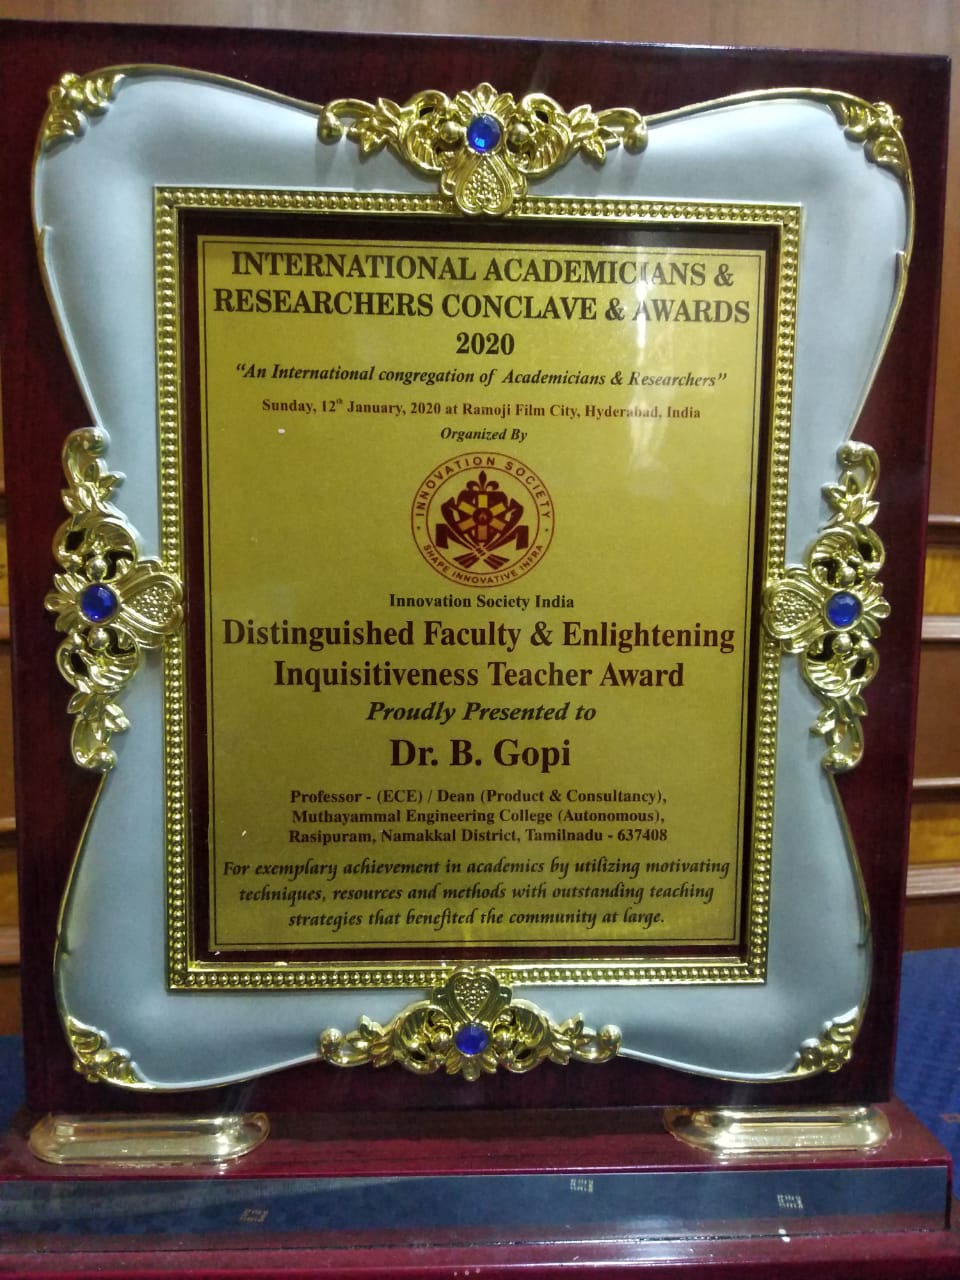 INTERNATIONAL ACADEMICIANS &
RESEARCHERS CONCLAVE & AWARDS
2020
“An International congregation of Academicians & Researchers”
Sunday, 12th January, 2020 at Ramoji Film City, Hyderabad, India
Organized By
INNOVATION SOCIETY
SHAPE INNOVATIVE INFRA
Innovation Society India
Distinguished Faculty & Enlightening
Inquisitiveness Teacher Award
Proudly Presented to
Dr. B. Gopi
Professor - (ECE) / Dean (Product & Consultancy),
Muthayammal Engineering College (Autonomous),
Rasipuram, Namakkal District, Tamilnadu - 637408
For exemplary achievement in academics by utilizing motivating
techniques, resources and methods with outstanding teaching
strategies that benefited the community at large.